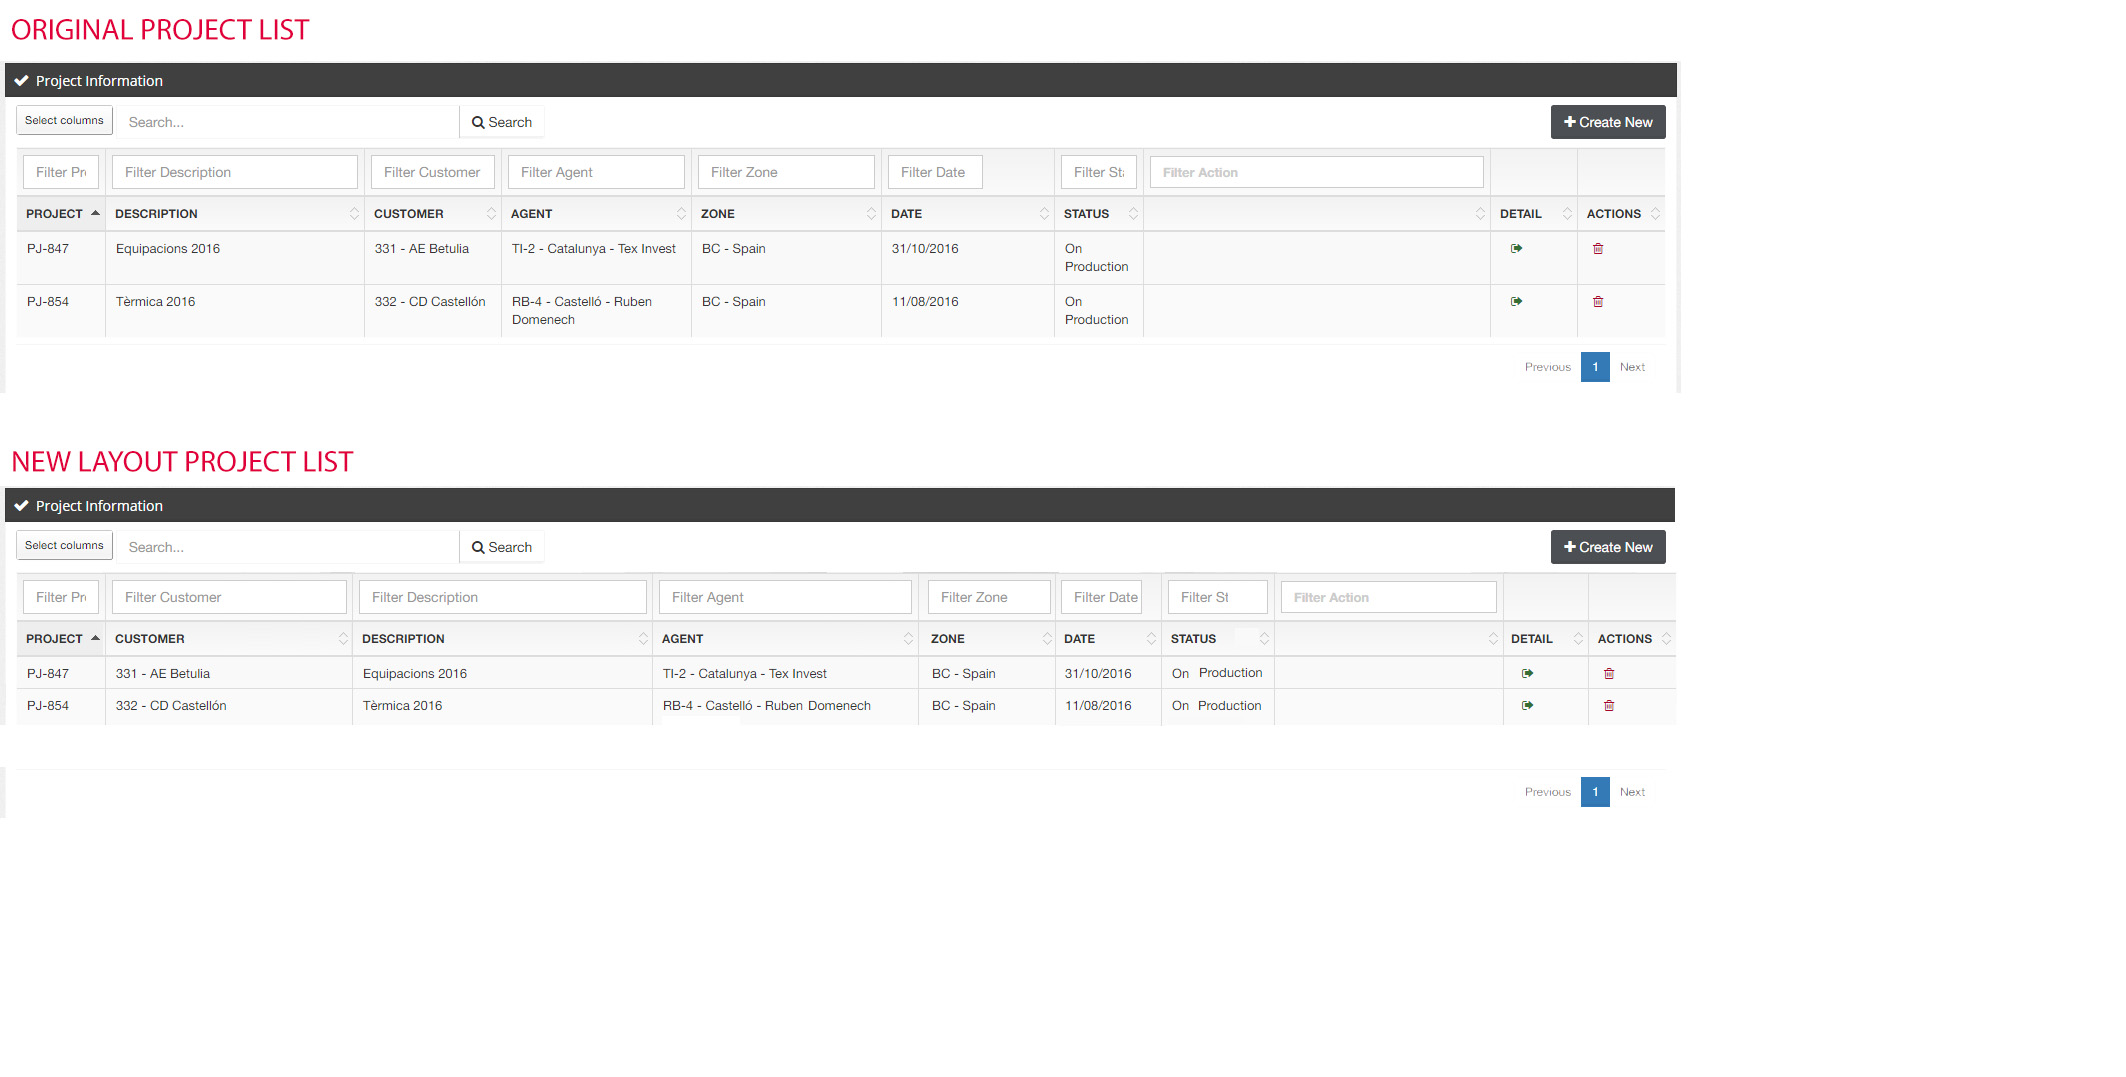 ORIGINAL PROJECT LIST
Project Information
Select columns Search... Search Create New
Filter Pr Filter Description Filter Customer Filter Agent Filter Zone Filter Date Filter St Filter Action
PROJECT DESCRIPTION CUSTOMER AGENT ZONE DATE STATUS DETAIL ACTIONS
PJ-847 Equipacions 2016 331 - AE Betulia TI-2 - Catalunya - Tex Invest BC - Spain 31/10/2016 On
Production
PJ-854 Tèrmica 2016 332 - CD Castellón RB-4 - Castelló - Ruben BC - Spain 11/08/2016 On
Domenech Production
Previous 1 Next
NEW LAYOUT PROJECT LIST
Project Information
Select columns Search... Search Create New
Filter Pr Filter Customer Filter Description Filter Agent Filter Zone Filter Date Filter St Filter Action
PROJECT CUSTOMER DESCRIPTION AGENT ZONE DATE STATUS DETAIL ACTIONS
PJ-847 331 - AE Betulia Equipacions 2016 TI-2 - Catalunya - Tex Invest BC - Spain 31/10/2016 On Production
PJ-854 332 - CD Castellón Tèrmica 2016 RB-4 - Castelló - Ruben Domenech BC - Spain 11/08/2016 On Production
Previous 1 Next